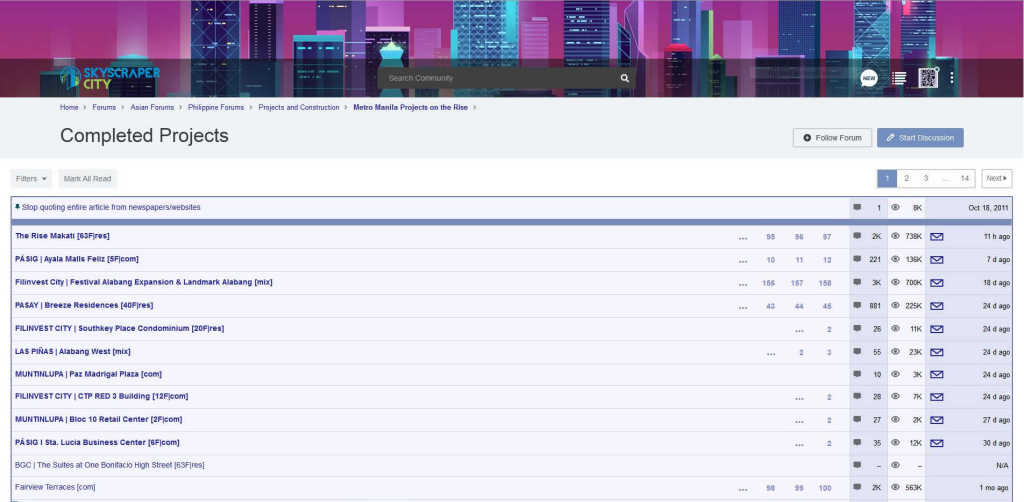 SKYSCRAPER
CITY
Search Community
NEW
Home › Forums › Asian Forums › Philippine Forums › Projects and Construction › Metro Manila Projects on the Rise ›
Completed Projects
Follow Forum
Start Discussion
Filters
Mark All Read
1 2 3 ... 14 Next
Stop quoting entire article from newspapers/websites 1 8K Oct 18, 2011
The Rise Makati [63F|res] ... 95 96 97 2K 738K 11 h ago
PÁSIG | Ayala Malls Feliz [5F|com] ... 10 11 12 221 136K 7 d ago
Filinvest City | Festival Alabang Expansion & Landmark Alabang [mix] ... 156 157 158 3K 700K 18 d ago
PASAY | Breeze Residences [40F|res] ... 43 44 45 881 225K 24 d ago
FILINVEST CITY | Southkey Place Condominium [20F|res] ... 2 26 11K 24 d ago
LAS PIÑAS | Alabang West [mix] ... 2 3 55 23K 24 d ago
MUNTINLUPA | Paz Madrigal Plaza [com] 10 3K 24 d ago
FILINVEST CITY | CTP RED 3 Building [12F|com] ... 2 28 7K 24 d ago
MUNTINLUPA | Bloc 10 Retail Center [2F|com] ... 2 27 2K 27 d ago
PÁSIG I Sta. Lucia Business Center [6F|com] ... 2 35 12K 30 d ago
BGC | The Suites at One Bonifacio High Street [63F|res] – – N/A
Fairview Terraces [com] ... 98 99 100 2K 563K 1 mo ago